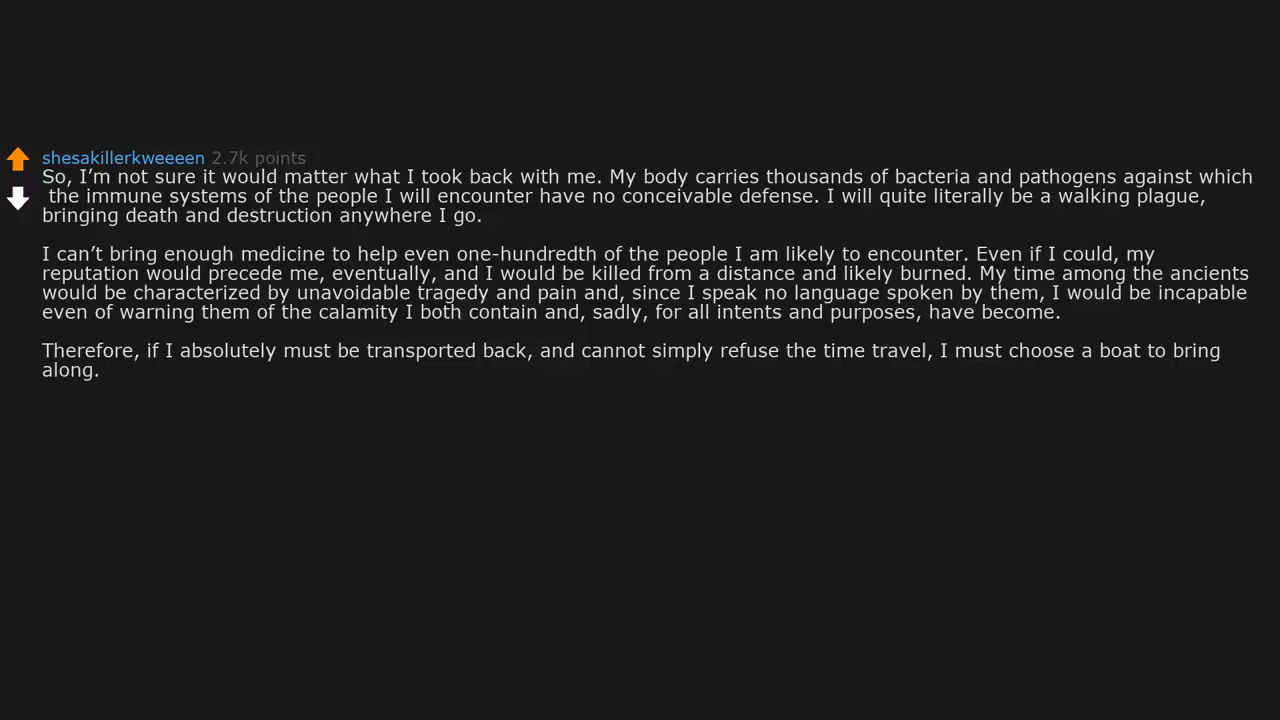 shesakillerkweeeen 2.7k points
So, I’m not sure it would matter what I took back with me. My body carries thousands of bacteria and pathogens against which
the immune systems of the people I will encounter have no conceivable defense. I will quite literally be a walking plague,
bringing death and destruction anywhere I go.
I can’t bring enough medicine to help even one-hundredth of the people I am likely to encounter. Even if I could, my
reputation would precede me, eventually, and I would be killed from a distance and likely burned. My time among the ancients
would be characterized by unavoidable tragedy and pain and, since I speak no language spoken by them, I would be incapable
even of warning them of the calamity I both contain and, sadly, for all intents and purposes, have become.
Therefore, if I absolutely must be transported back, and cannot simply refuse the time travel, I must choose a boat to bring
along.